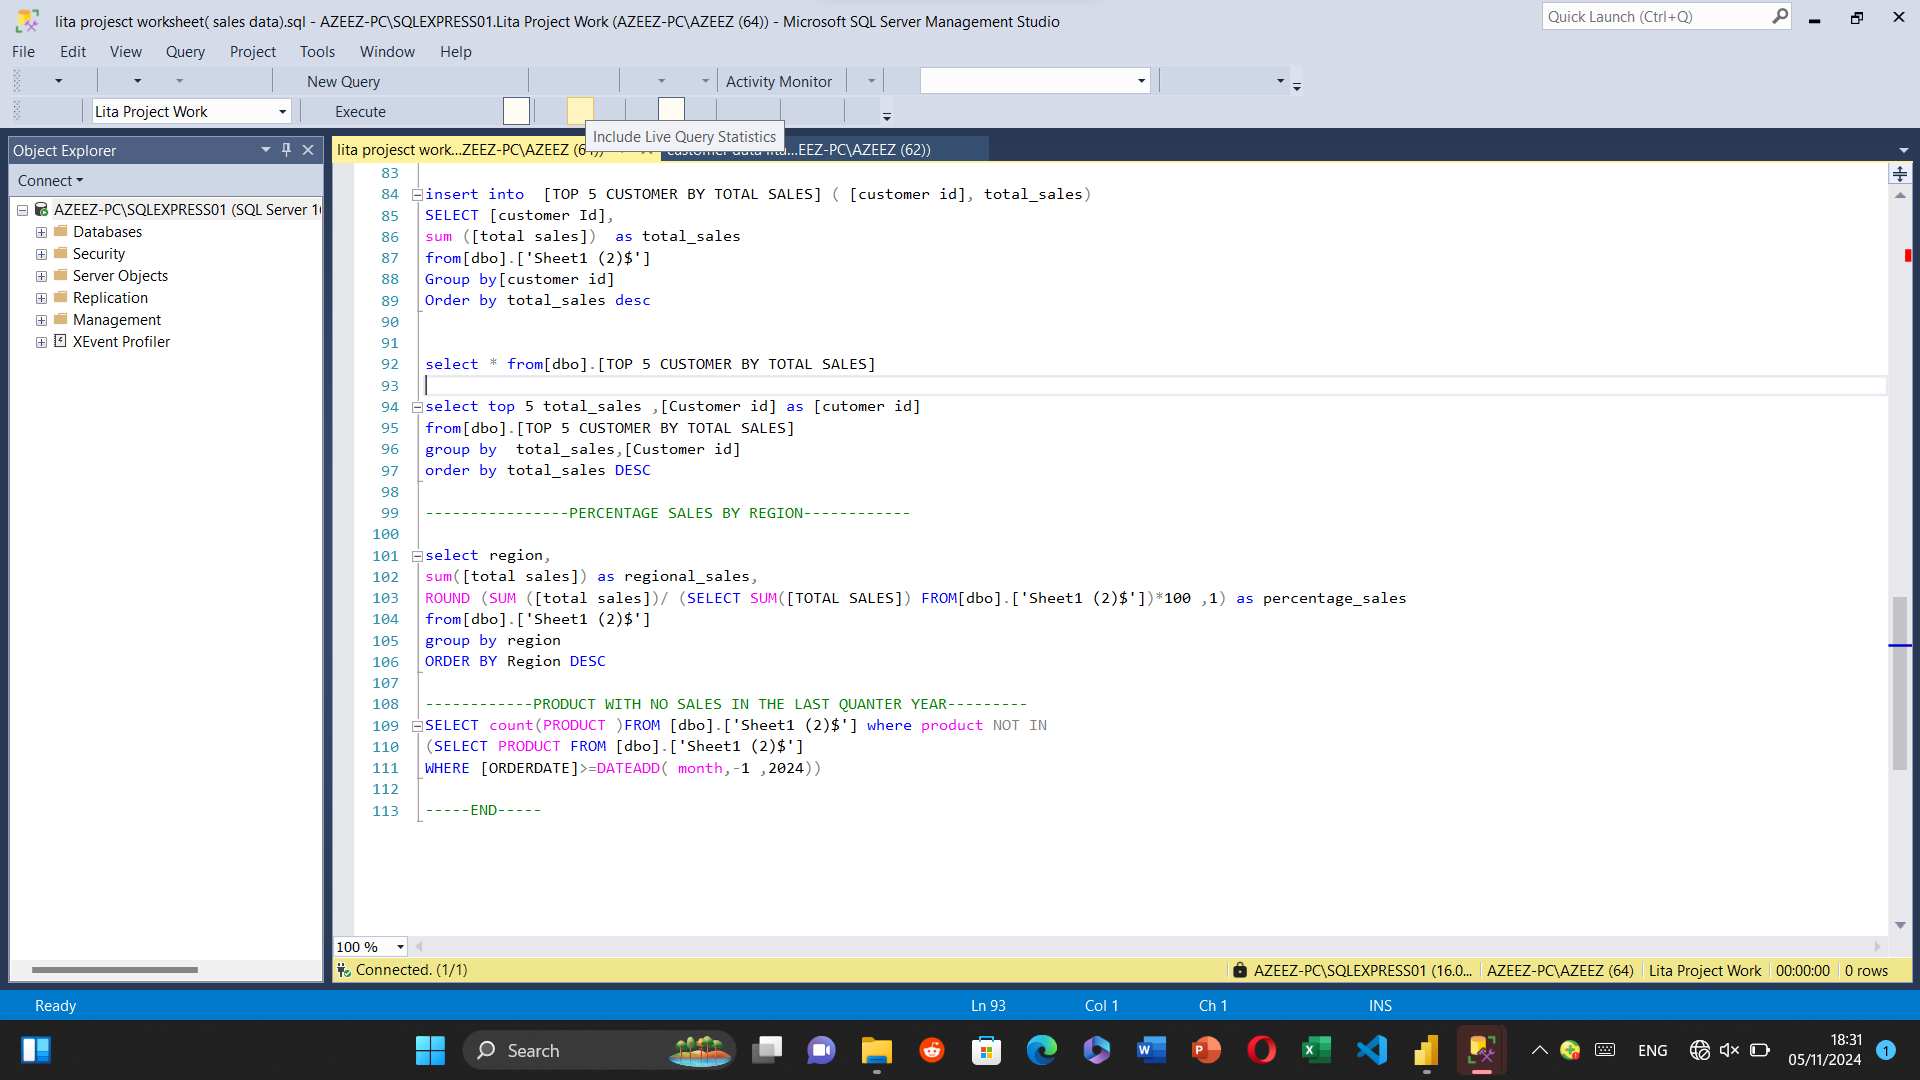 lita project worksheet( sales data).sql - AZEEZ-PC\SQLEXPRESS01.Lita Project Work (AZEEZ-PC\AZEEZ (64)) - Microsoft SQL Server Management Studio
Quick Launch (Ctrl+Q)
File Edit View Query Project Tools Window Help
New Query
Activity Monitor
Lita Project Work
Execute
Include Live Query Statistics
Object Explorer
lita projesct work...ZEEZ-PC\AZEEZ
...EEZ-PC\AZEEZ (62))
Connect
AZEEZ-PC\SQLEXPRESS01 (SQL Server 1
Databases
Security
Server Objects
Replication
Management
XEvent Profiler
83
84 insert into  [TOP 5 CUSTOMER BY TOTAL SALES] ( [customer id], total_sales)
85 SELECT [customer Id],
86 sum ([total sales])  as total_sales
87 from[dbo].['Sheet1 (2)$']
88 Group by[customer id]
89 Order by total_sales desc
90
91
92 select * from[dbo].[TOP 5 CUSTOMER BY TOTAL SALES]
93
94 select top 5 total_sales ,[Customer id] as [cutomer id]
95 from[dbo].[TOP 5 CUSTOMER BY TOTAL SALES]
96 group by  total_sales,[Customer id]
97 order by total_sales DESC
98
99 ----------------PERCENTAGE SALES BY REGION------------
100
101 select region,
102 sum([total sales]) as regional_sales,
103 ROUND (SUM ([total sales])/ (SELECT SUM([TOTAL SALES]) FROM[dbo].['Sheet1 (2)$'])*100 ,1) as percentage_sales
104 from[dbo].['Sheet1 (2)$']
105 group by region
106 ORDER BY Region DESC
107
108 ------------PRODUCT WITH NO SALES IN THE LAST QUANTER YEAR---------
109 SELECT count(PRODUCT )FROM [dbo].['Sheet1 (2)$'] where product NOT IN
110 (SELECT PRODUCT FROM [dbo].['Sheet1 (2)$']
111 WHERE [ORDERDATE]>=DATEADD( month,-1 ,2024))
112
113 -----END-----
100 %
Connected. (1/1)
AZEEZ-PC\SQLEXPRESS01 (16.0... AZEEZ-PC\AZEEZ (64) Lita Project Work 00:00:00 0 rows
Ready Ln 93 Col 1 Ch 1 INS
Search
ENG
18:31
05/11/2024
1